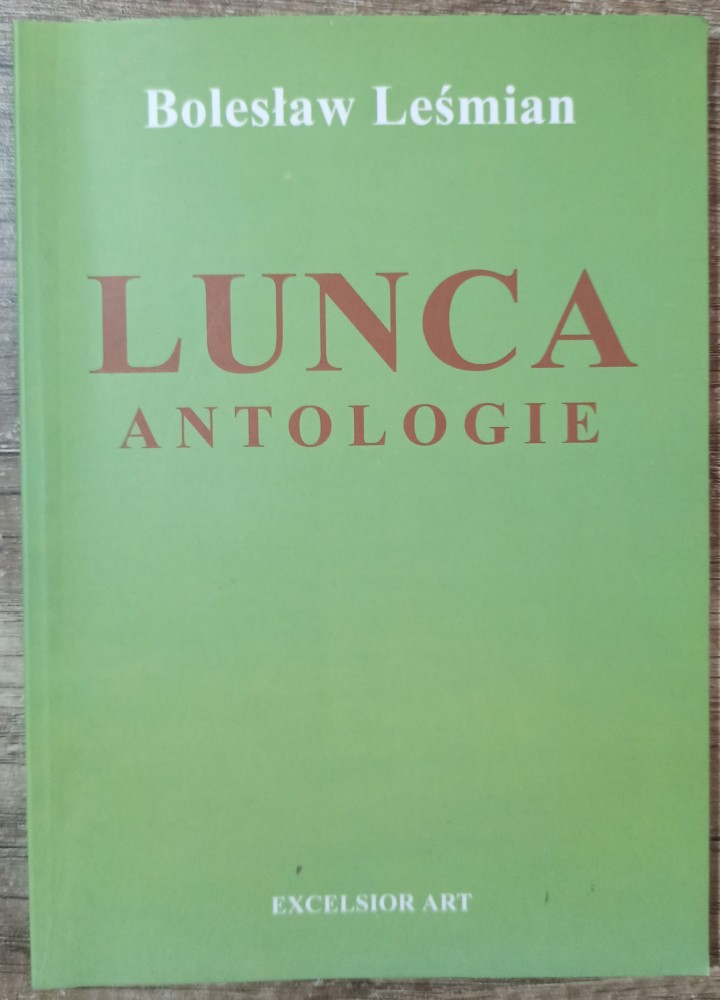 Bolesław Leśmian
LUNCA
ANTOLOGIE
EXCELSIOR ART